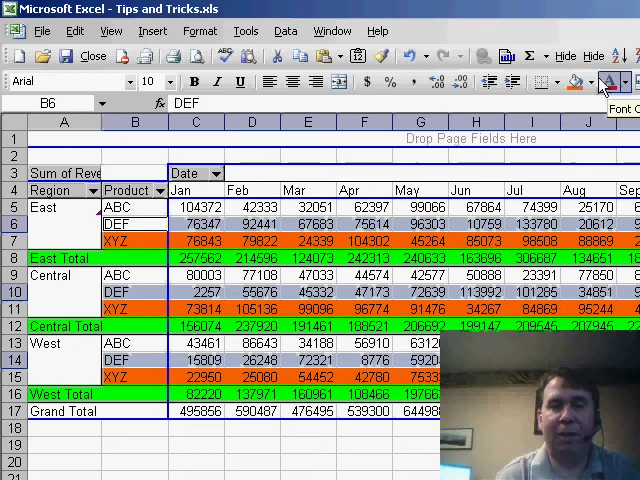 Microsoft Excel - Tips and Tricks.xls
File Edit View Insert Format Tools Data Window Help
Close Σ Hide Hide
Arial 10 B I U $ % ,
B6 fx DEF
Font C
A B C D E F G H I J
1 Drop Page Fields Here
2
3 Sum of Reve Date
4 Region Product Jan Feb Mar Apr May Jun Jul Aug Sep
5 East ABC 104372 42333 32051 62397 99066 67864 74399 25170
6 DEF 76347 92441 67683 75614 96303 10759 133780 20612
7 XYZ 76843 79822 24339 104302 45264 85073 98508 88869
8 East Total 257562 214596 124073 242313 240633 163696 306687 134651
9 Central ABC 80003 77108 47033 44574 42577 50888 23391 77850
10 DEF 2257 55676 45332 47173 72639 113992 101285 34851
11 XYZ 73814 105136 99096 96774 91476 34267 84869 95244
12 Central Total 156074 237920 191461 188521 206692 199147 209545 207945
13 West ABC 43461 86643 34188 56910 63120
14 DEF 15809 26248 72321 8776 5920
15 XYZ 22950 25080 54452 42780 7533
16 West Total 82220 137971 160961 108466 19766
17 Grand Total 495856 590487 476495 539300 64498
18
19
20
21